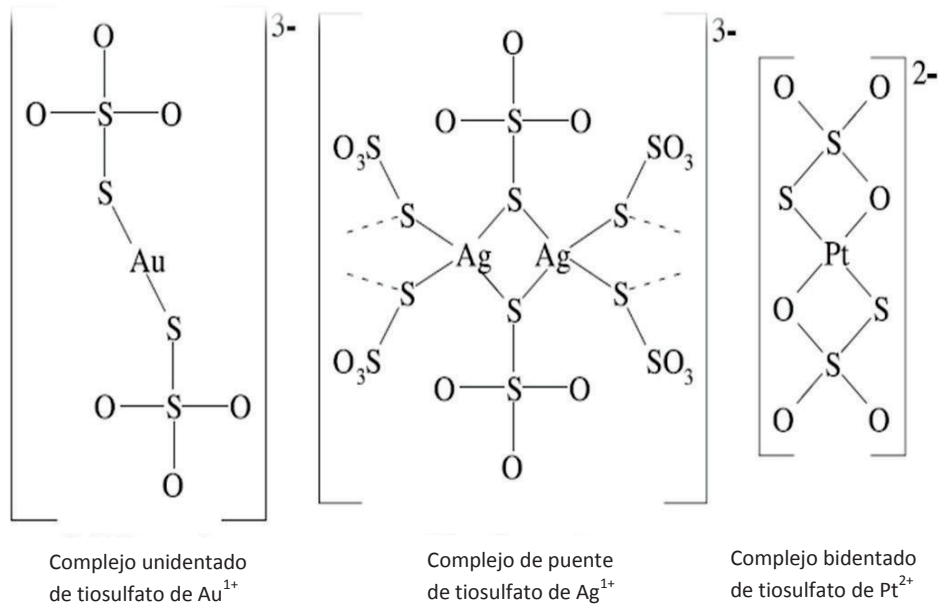 3-
O
O S O
S
Au
S
O S O
O
3-
O
O S O
O₃S SO₃
S S S
Ag Ag
S S S
O₃S SO₃
O S O
O
2-
O O
S
S O
Pt
O S
S
O O
Complejo unidentado
de tiosulfato de Au¹⁺
Complejo de puente
de tiosulfato de Ag¹⁺
Complejo bidentado
de tiosulfato de Pt²⁺